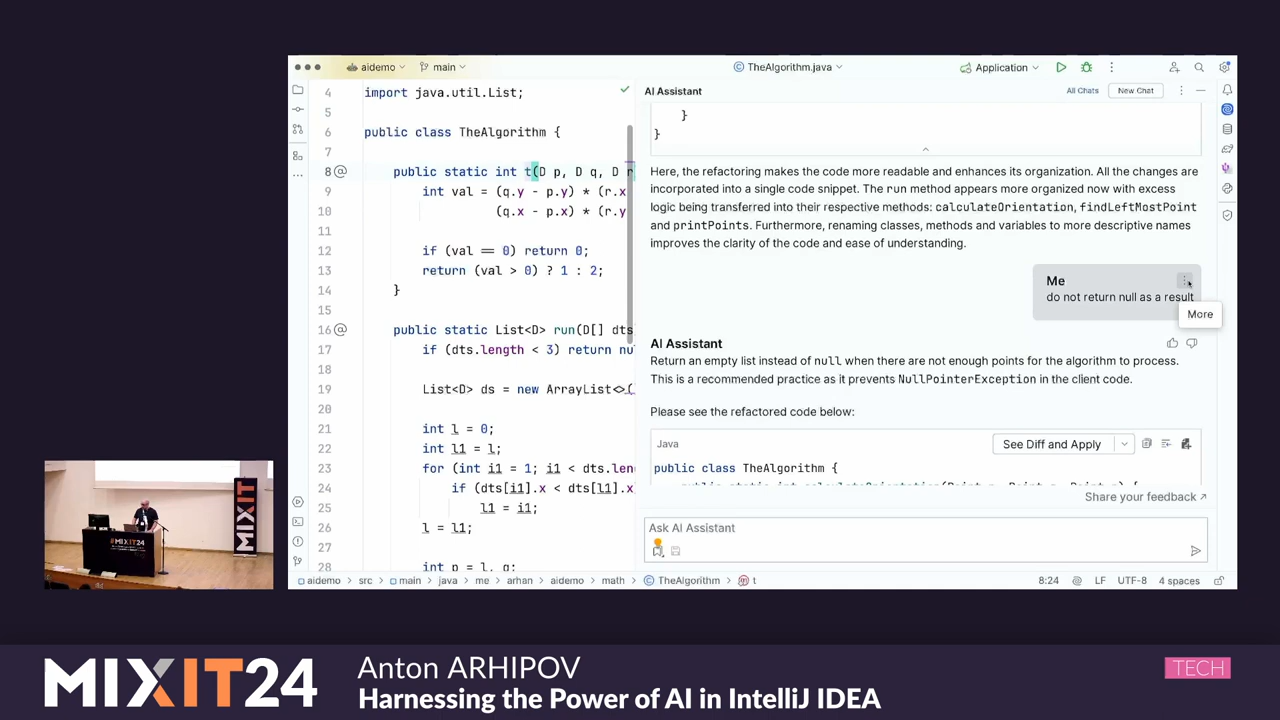 aidemo
main
TheAlgorithm.java
Application
4 import java.util.List;
5
6 public class TheAlgorithm {
7
8 public static int t(D p, D q, D r
9 int val = (q.y - p.y) * (r.x
10 (q.x - p.x) * (r.y
11
12 if (val == 0) return 0;
13 return (val > 0) ? 1 : 2;
14 }
15
16 public static List<D> run(D[] dts
17 if (dts.length < 3) return nu
18
19 List<D> ds = new ArrayList<>(
20
21 int l = 0;
22 int l1 = l;
23 for (int i1 = 1; i1 < dts.len
24 if (dts[i1].x < dts[l1].x
25 l1 = i1;
26 l = l1;
27
28 int p = l, q;
AI Assistant
All Chats
New Chat
}
}
Here, the refactoring makes the code more readable and enhances its organization. All the changes are
incorporated into a single code snippet. The run method appears more organized now with excess
logic being transferred into their respective methods: calculateOrientation, findLeftMostPoint
and printPoints. Furthermore, renaming classes, methods and variables to more descriptive names
improves the clarity of the code and ease of understanding.
Me
do not return null as a result
More
AI Assistant
Return an empty list instead of null when there are not enough points for the algorithm to process.
This is a recommended practice as it prevents NullPointerException in the client code.
Please see the refactored code below:
Java
See Diff and Apply
public class TheAlgorithm {
Share your feedback
Ask AI Assistant
aidemo > src > main > java > me > arhan > aidemo > math > TheAlgorithm > t
8:24
LF
UTF-8
4 spaces
#MIXIT24
MIXIT
MIXIT24
Anton ARHIPOV
Harnessing the Power of AI in IntelliJ IDEA
TECH